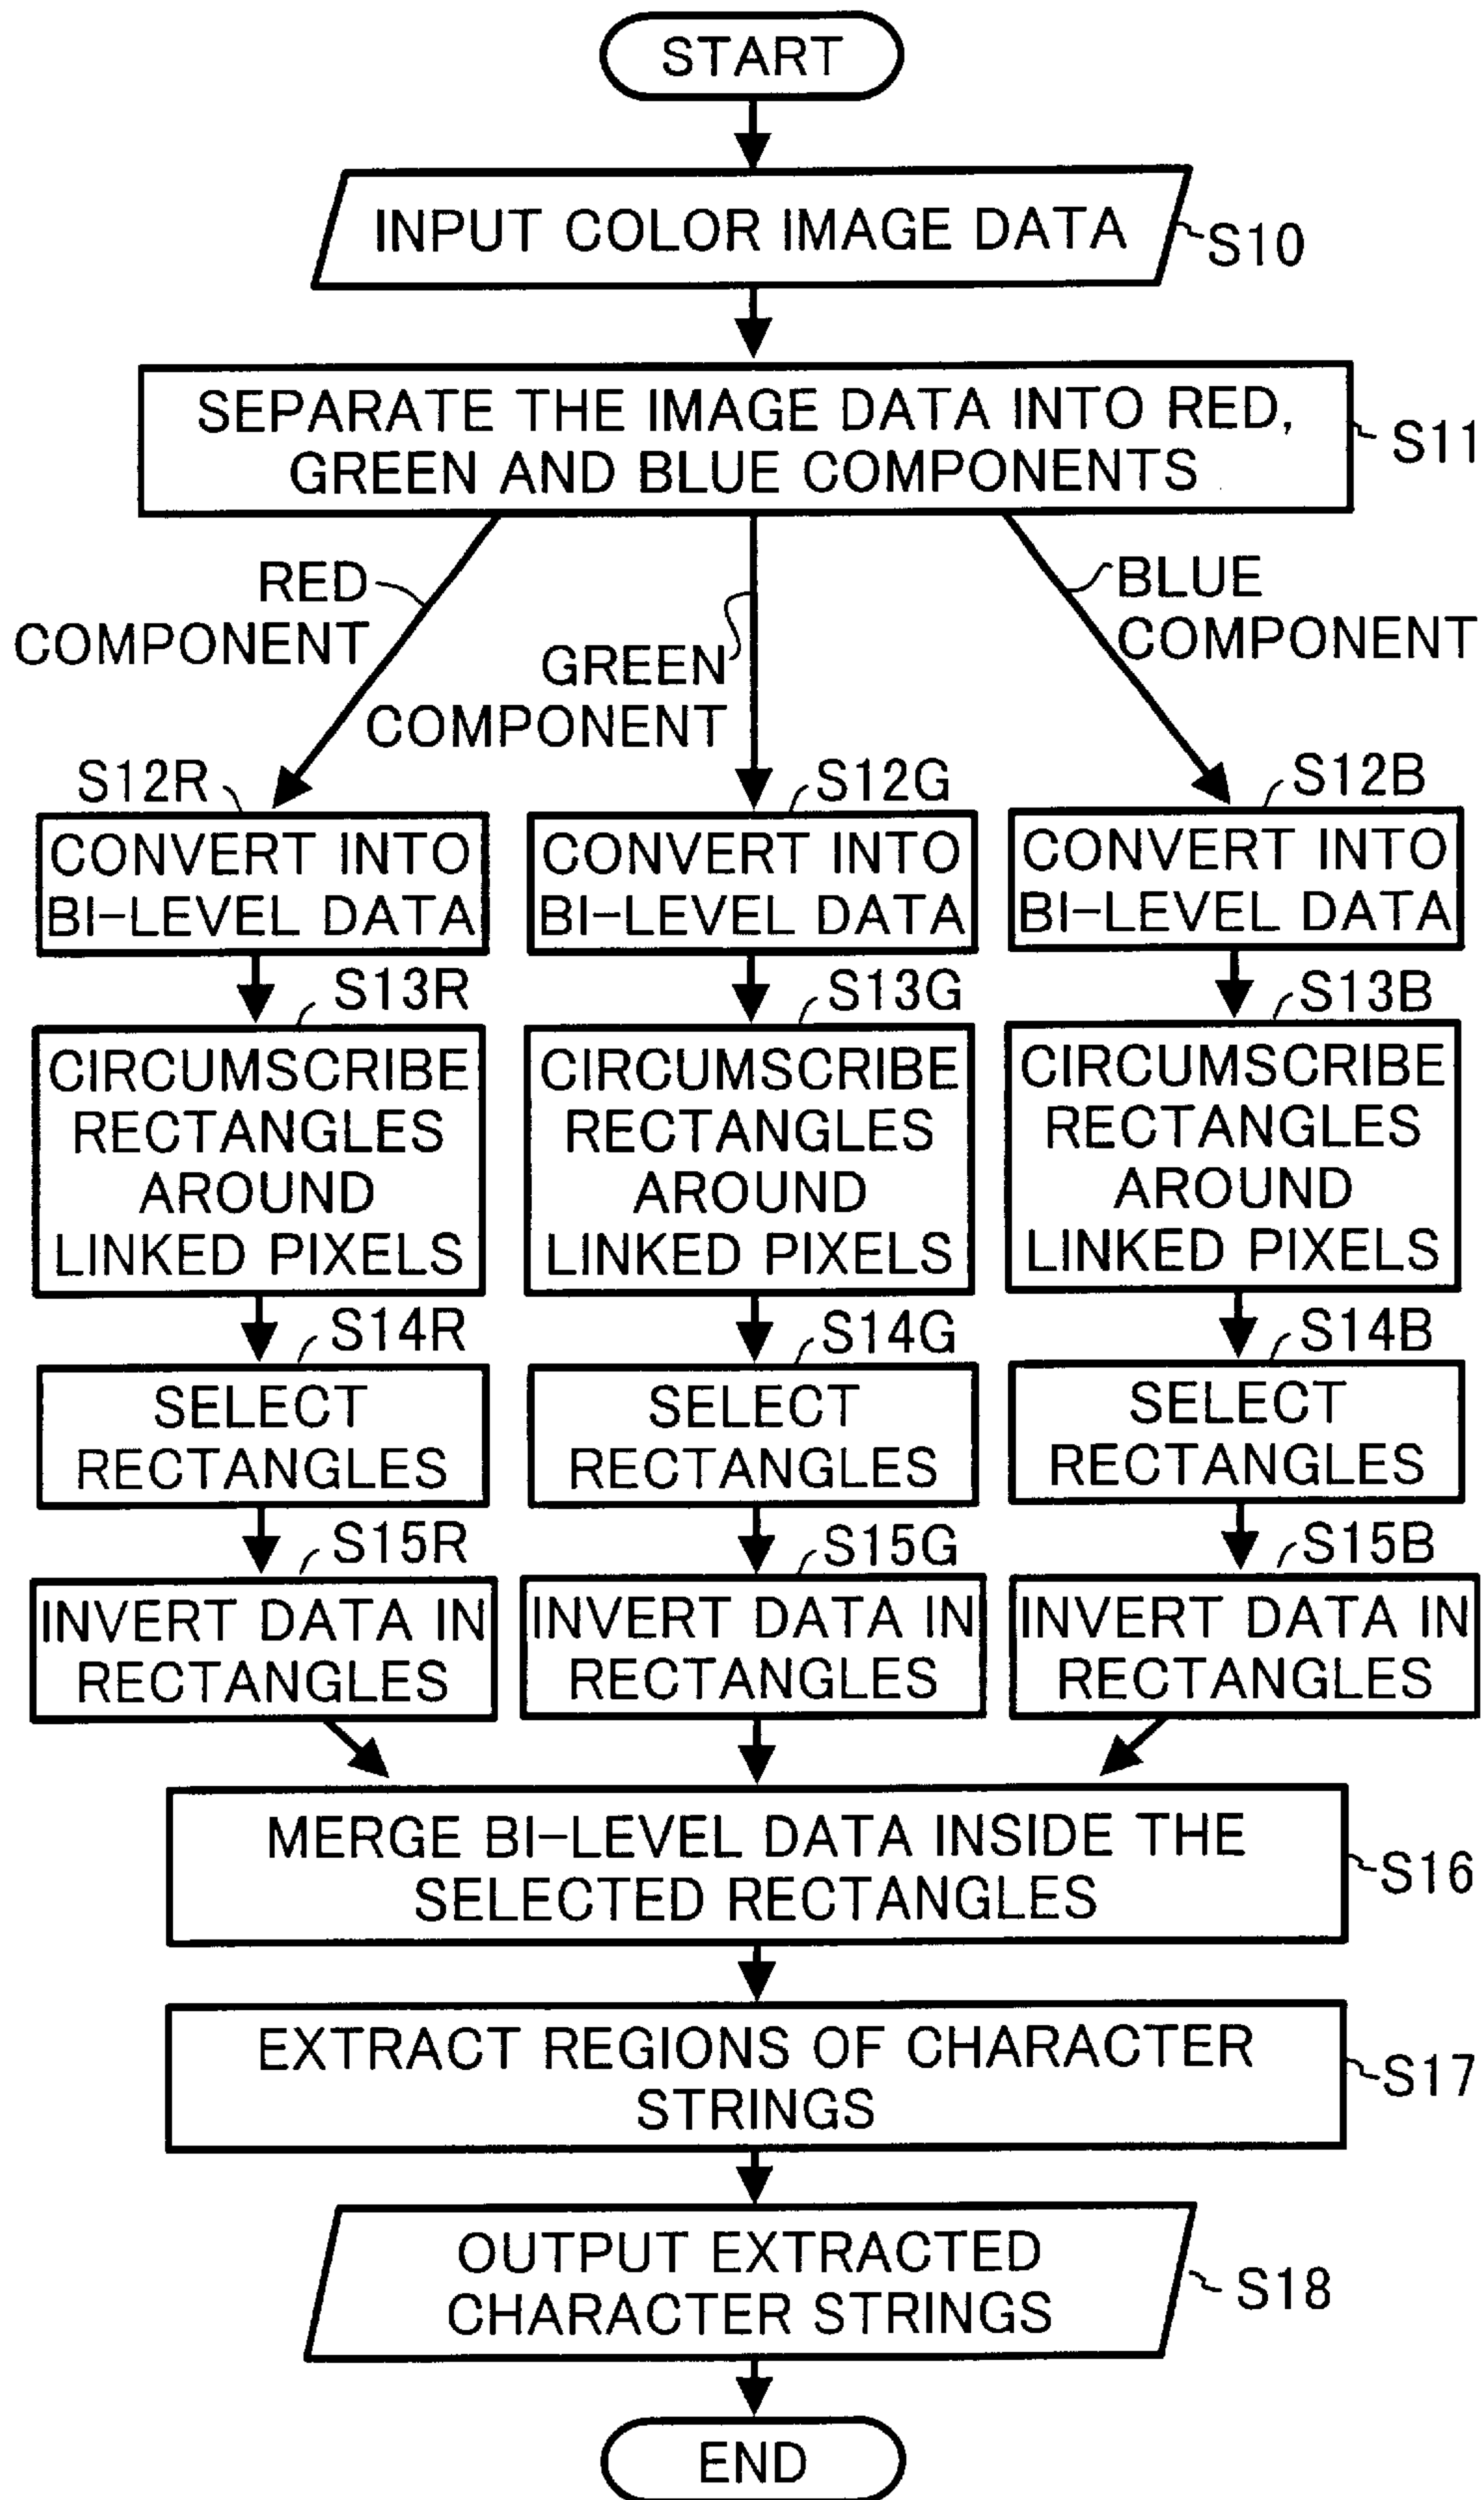 START
INPUT COLOR IMAGE DATA
S10
SEPARATE THE IMAGE DATA INTO RED,
GREEN AND BLUE COMPONENTS
S11
RED
COMPONENT
GREEN
COMPONENT
BLUE
COMPONENT
S12R
CONVERT INTO
BI-LEVEL DATA
S12G
CONVERT INTO
BI-LEVEL DATA
S12B
CONVERT INTO
BI-LEVEL DATA
S13R
CIRCUMSCRIBE
RECTANGLES
AROUND
LINKED PIXELS
S13G
CIRCUMSCRIBE
RECTANGLES
AROUND
LINKED PIXELS
S13B
CIRCUMSCRIBE
RECTANGLES
AROUND
LINKED PIXELS
S14R
SELECT
RECTANGLES
S14G
SELECT
RECTANGLES
S14B
SELECT
RECTANGLES
S15R
INVERT DATA IN
RECTANGLES
S15G
INVERT DATA IN
RECTANGLES
S15B
INVERT DATA IN
RECTANGLES
MERGE BI-LEVEL DATA INSIDE THE
SELECTED RECTANGLES
S16
EXTRACT REGIONS OF CHARACTER
STRINGS
S17
OUTPUT EXTRACTED
CHARACTER STRINGS
S18
END